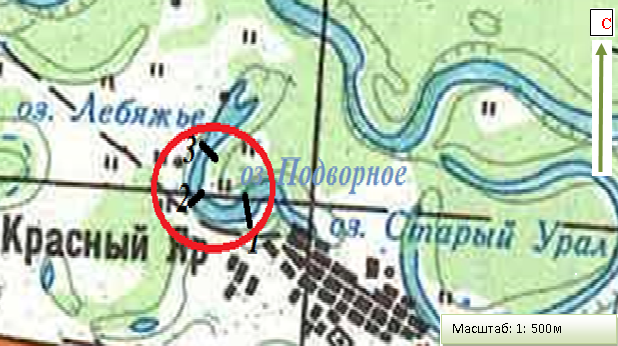 С
оз. Лебяжье
3
оз. Подворное
2
оз. Старый Урал
Красный Яр
1
Масштаб: 1: 500м